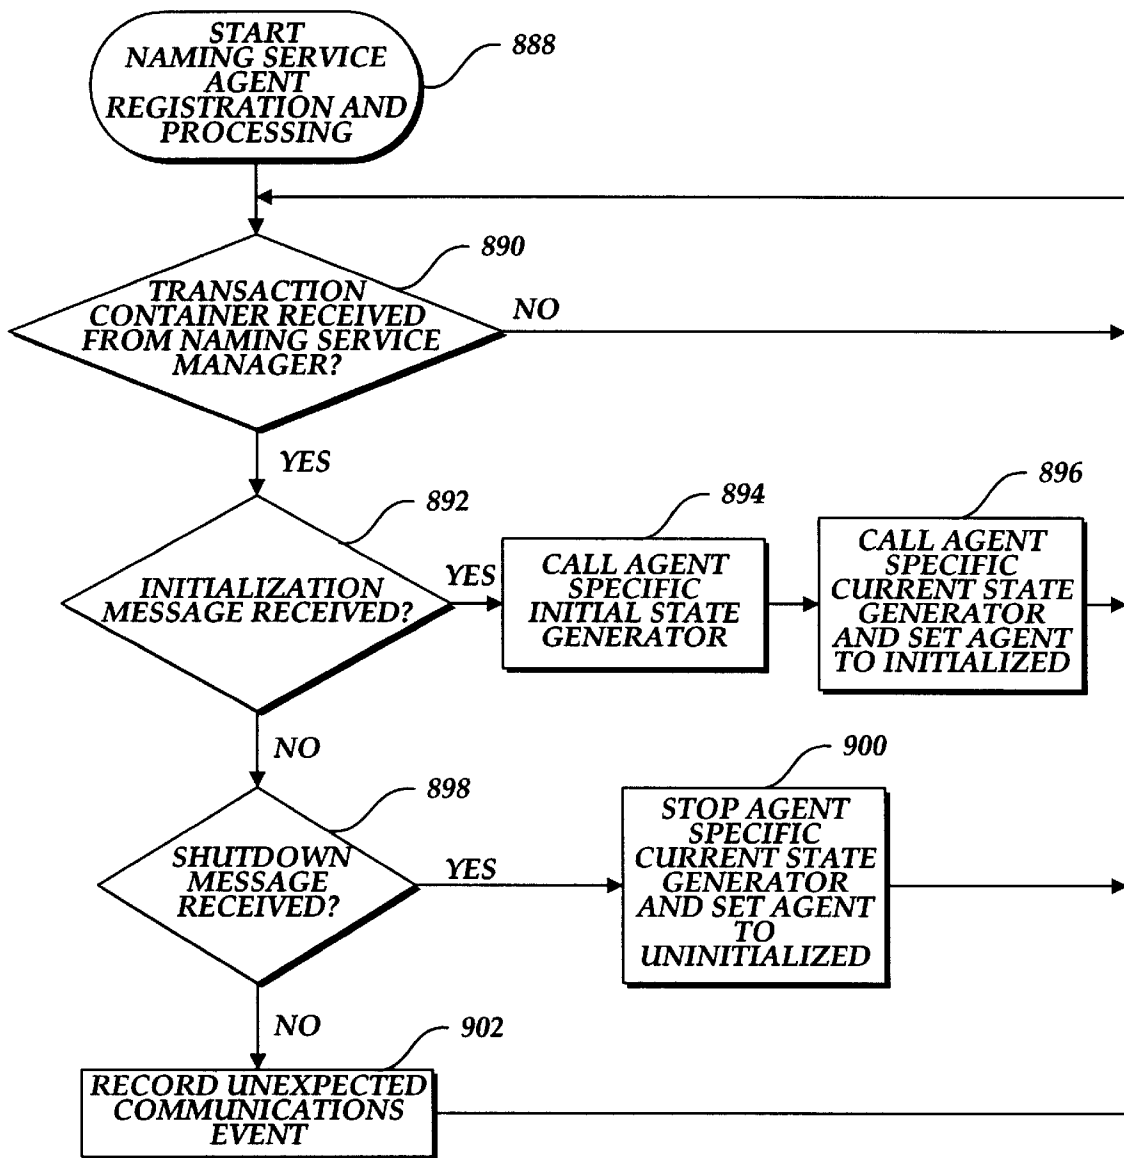 START
NAMING SERVICE
AGENT
REGISTRATION AND
PROCESSING
888
890
TRANSACTION
CONTAINER RECEIVED
FROM NAMING SERVICE
MANAGER?
NO
YES
892
INITIALIZATION
MESSAGE RECEIVED?
YES
894
CALL AGENT
SPECIFIC
INITIAL STATE
GENERATOR
896
CALL AGENT
SPECIFIC
CURRENT STATE
GENERATOR
AND SET AGENT
TO INITIALIZED
NO
898
SHUTDOWN
MESSAGE
RECEIVED?
YES
900
STOP AGENT
SPECIFIC
CURRENT STATE
GENERATOR
AND SET AGENT
TO
UNINITIALIZED
NO
902
RECORD UNEXPECTED
COMMUNICATIONS
EVENT